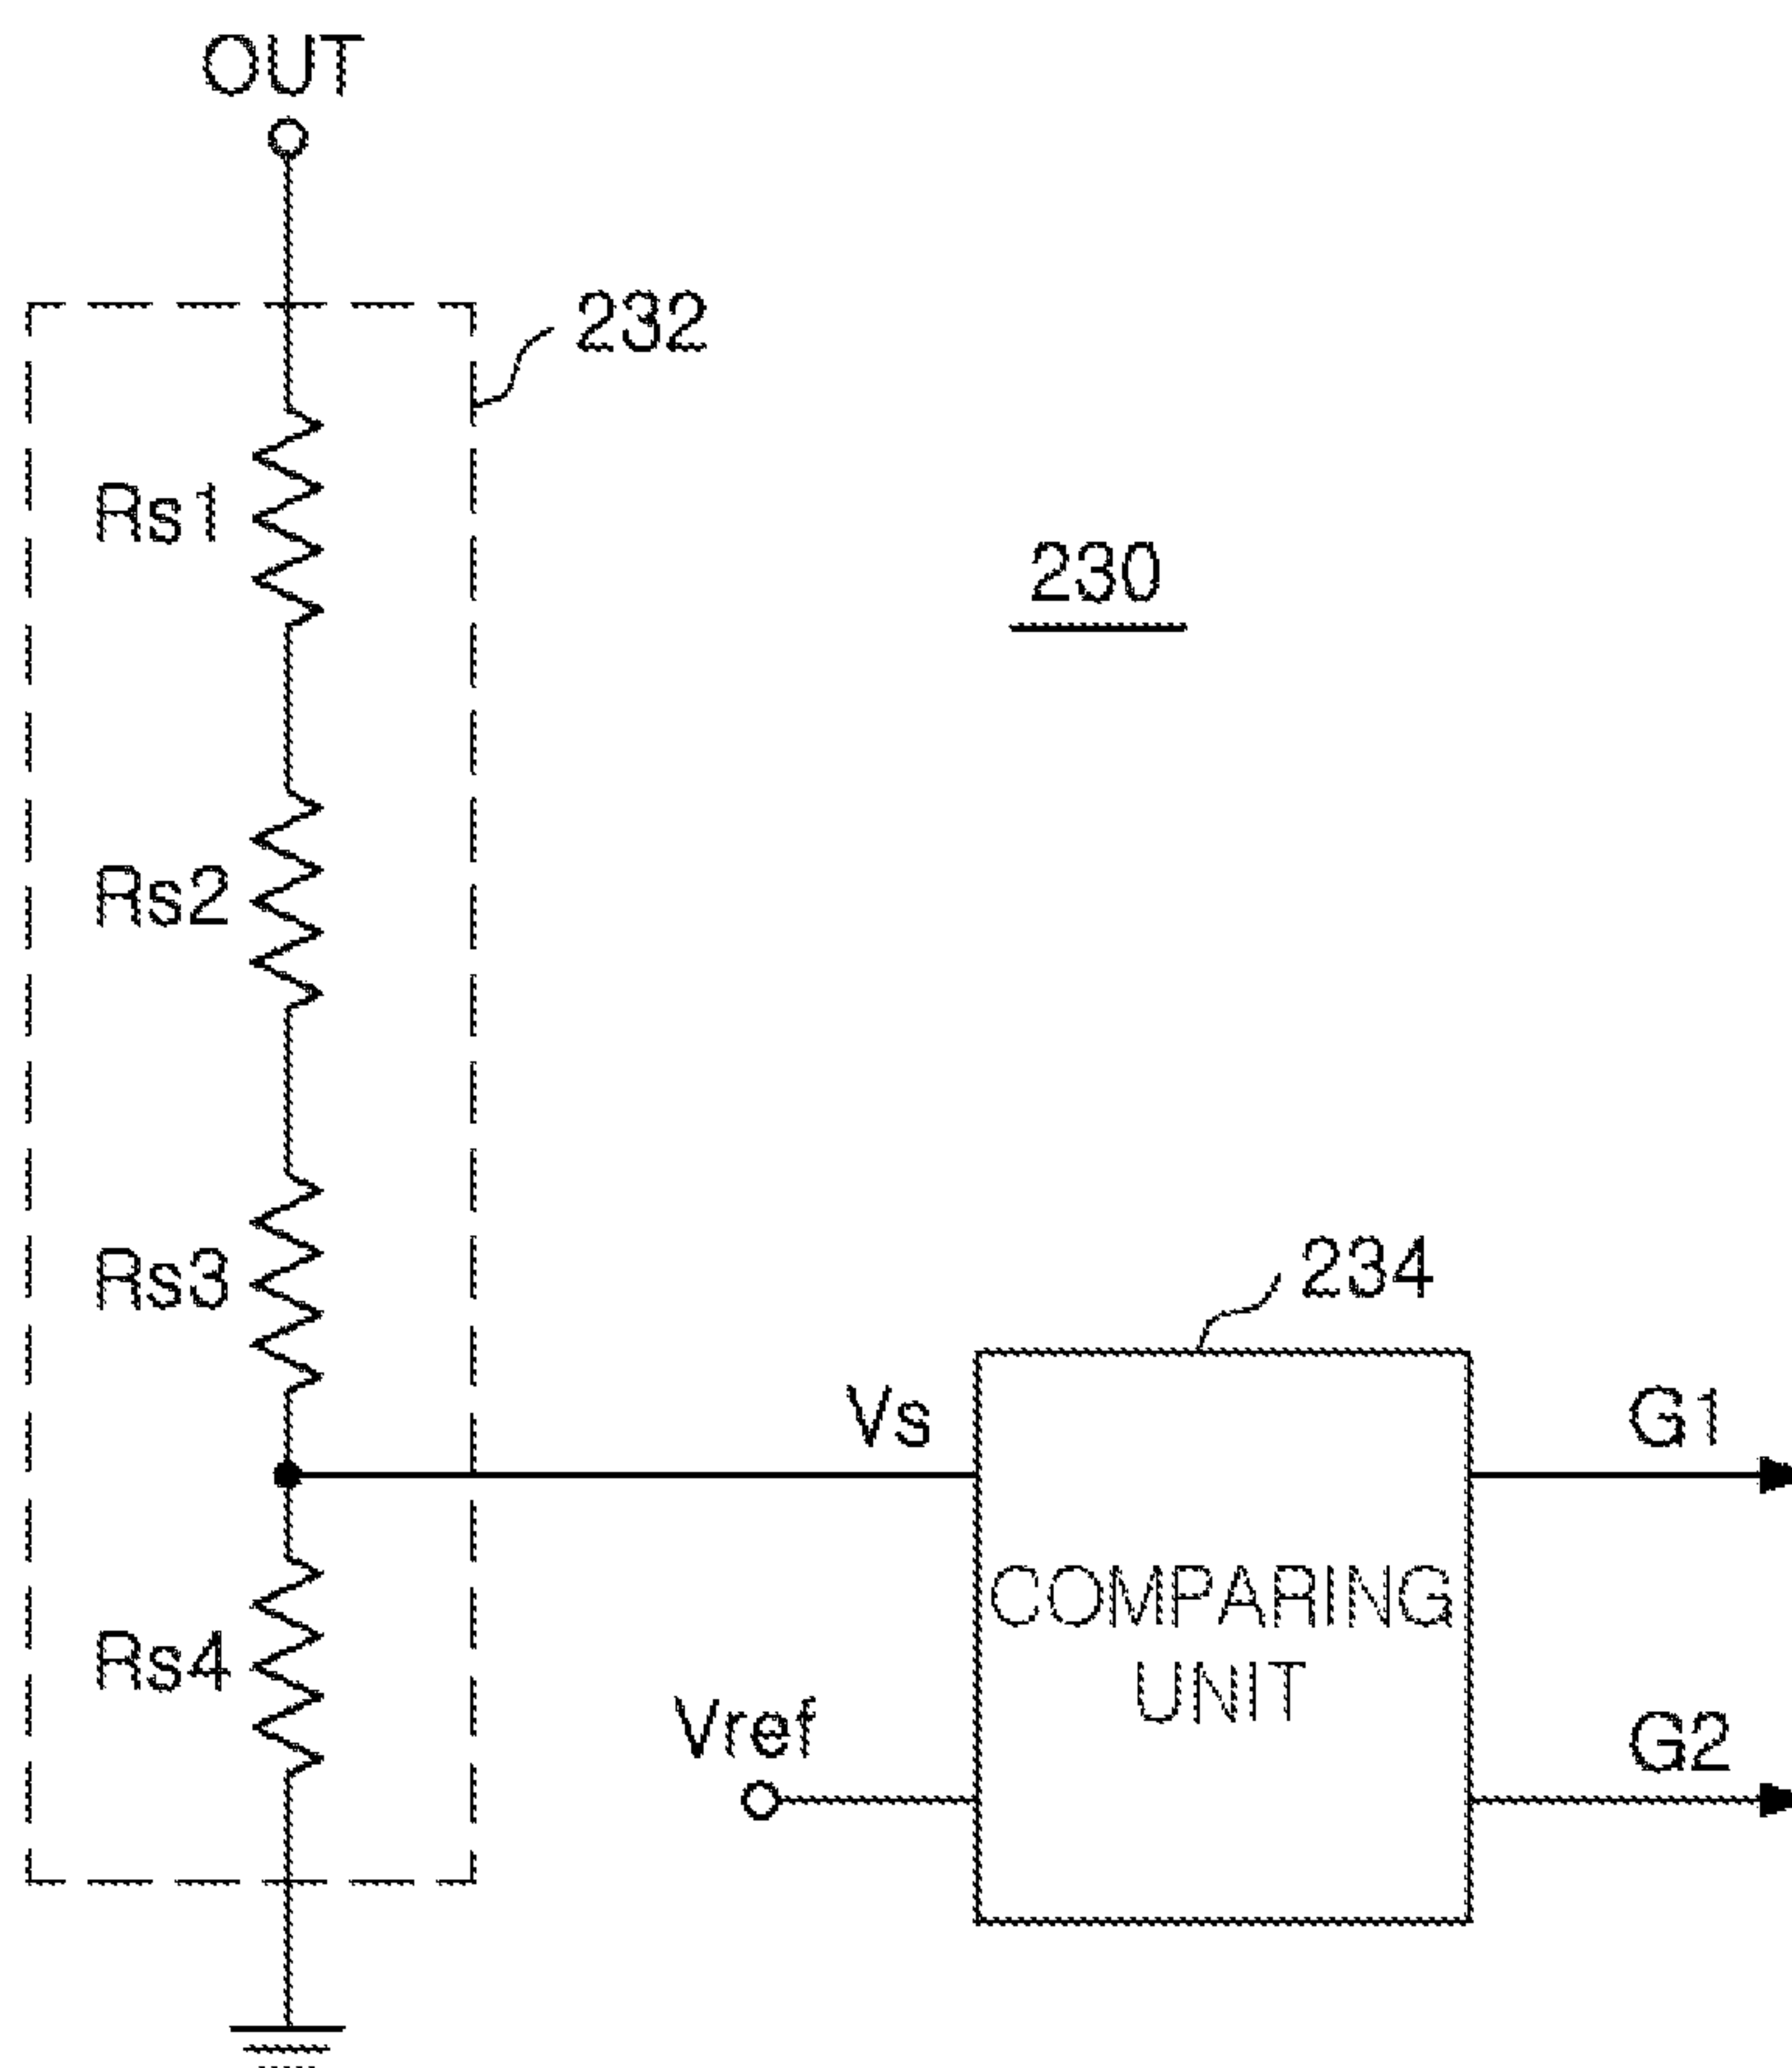 OUT
232
Rs1
230
Rs2
Rs3
234
Vs
G1
COMPARING
UNIT
Rs4
Vref
G2